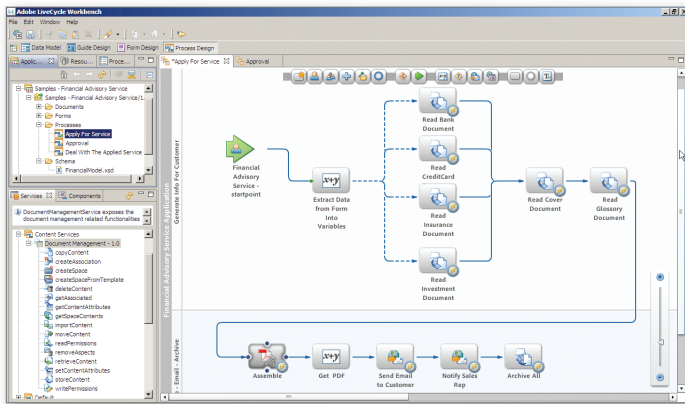 Adobe LiveCycle Workbench
File Edit Window Help
Data Model Guide Design Form Design Process Design
Applic... Resou... Proce...
*Apply For Service Approval
Samples - Financial Advisory Service
Samples - Financial Advisory Service/1.
Documents
Forms
Processes
Apply For Service
Approval
Deal With The Applied Service
Schema
FinancialModel.xsd
Services Components
DocumentManagementService exposes the
document management related functionalities
Content Services
Document Management - 1.0
copyContent
createAssociation
createSpace
createSpaceFromTemplate
deleteContent
getAssociated
getContentAttributes
getSpaceContents
importContent
moveContent
readPermissions
removeAspects
retrieveContent
setContentAttributes
storeContent
writePermissions
Default
Financial Advisory Service Application
Generate Info For Customer
Financial
Advisory
Service -
startpoint
x+y
Extract Data
from Form
Into
Variables
Read Bank
Document
Read
CreditCard
Read
Insurance
Document
Read
Investment
Document
Read Cover
Document
Read
Glossory
Document
- Email - Archive
Assemble
x+y
Get PDF
Send Email
to Customer
Notify Sales
Rep
Archive All